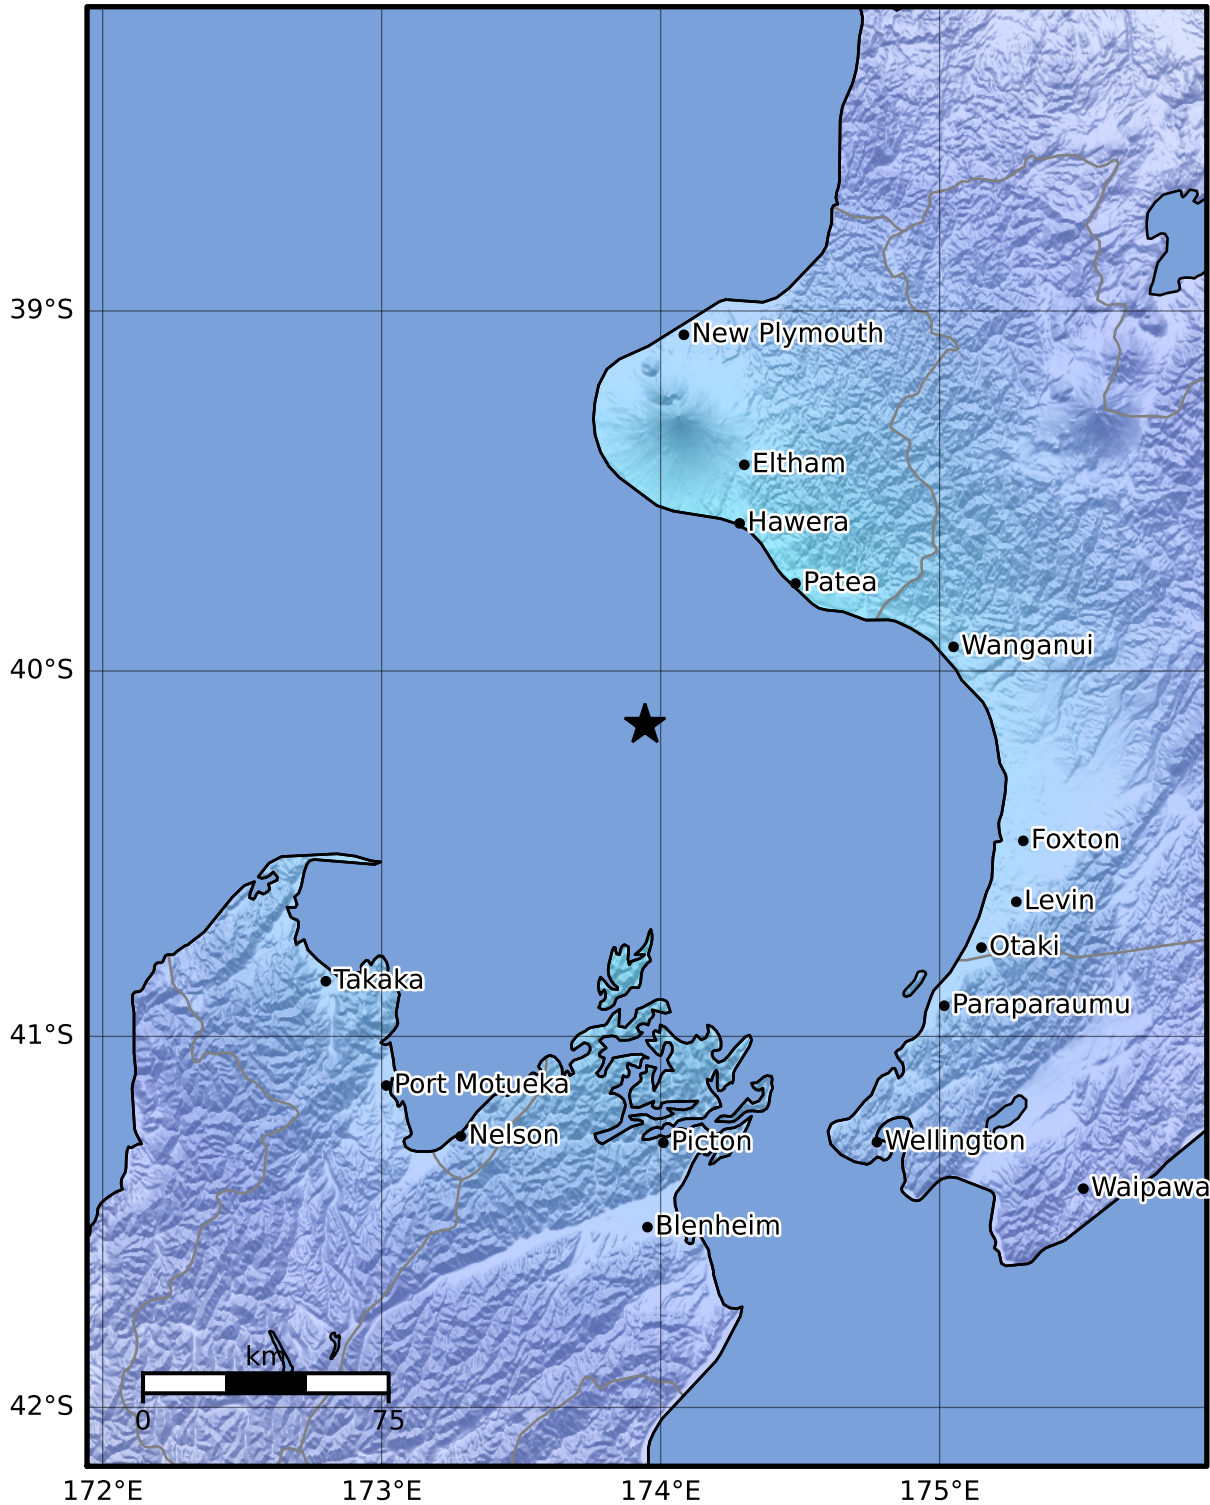 39°S
New Plymouth
Eltham
Hawera
Patea
Wanganui
40°S
Foxton
Levin
Otaki
Takaka
Paraparaumu
41°S
Port Motueka
Nelson
Picton
Wellington
Waipawa
Blenheim
km
0 75
42°S
172°E 173°E 174°E 175°E